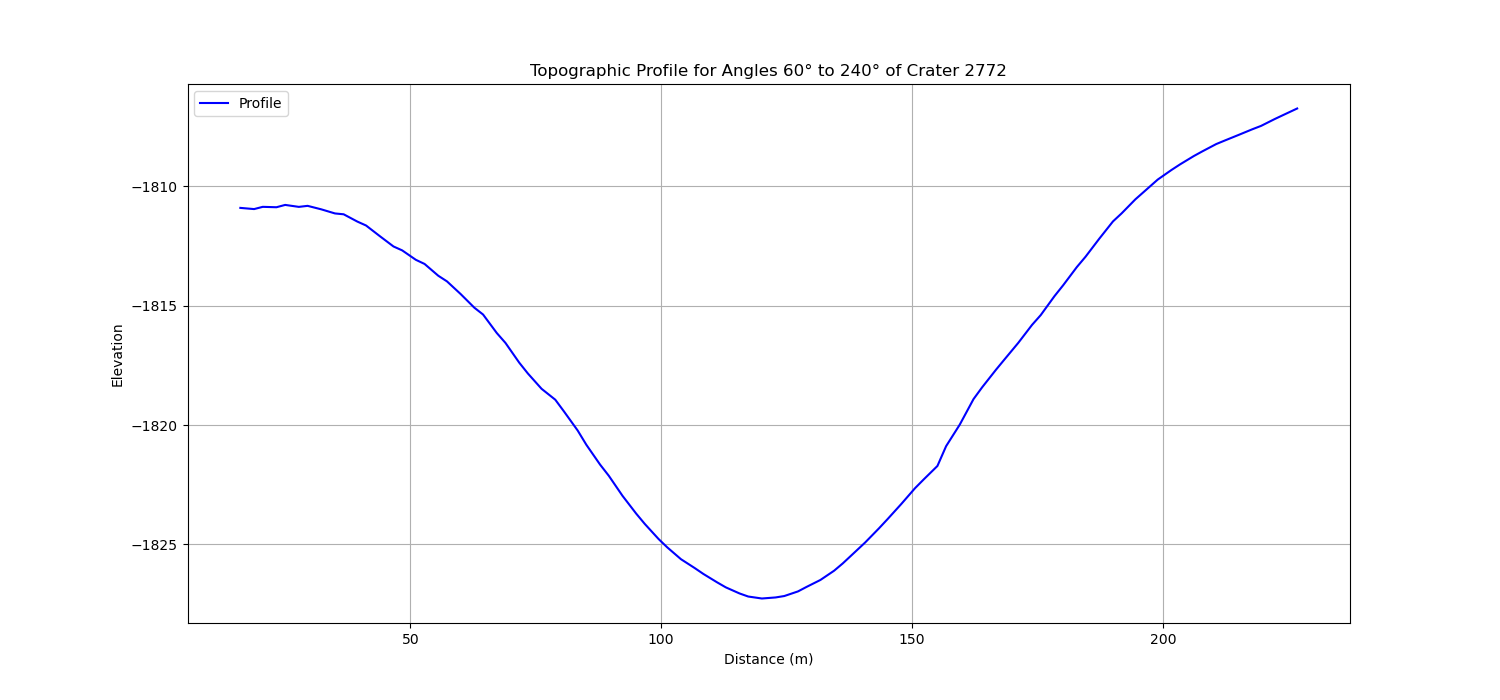 Topographic Profile for Angles 60° to 240° of Crater 2772
Profile
−1810
−1815
−1820
−1825
Elevation
50
100
150
200
Distance (m)